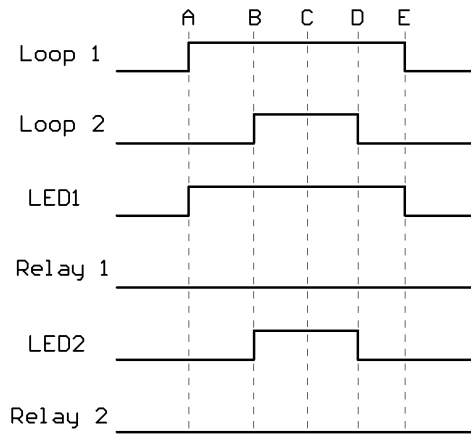 A B C D E
Loop 1
Loop 2
LED1
Relay 1
LED2
Relay 2